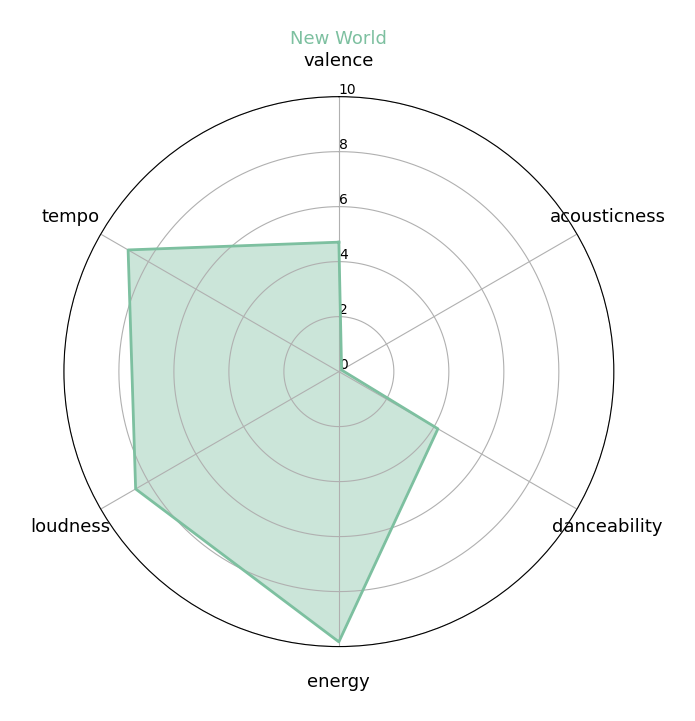 New World
valence
10
8
tempo
acousticness
6
4
2
0
loudness
danceability
energy